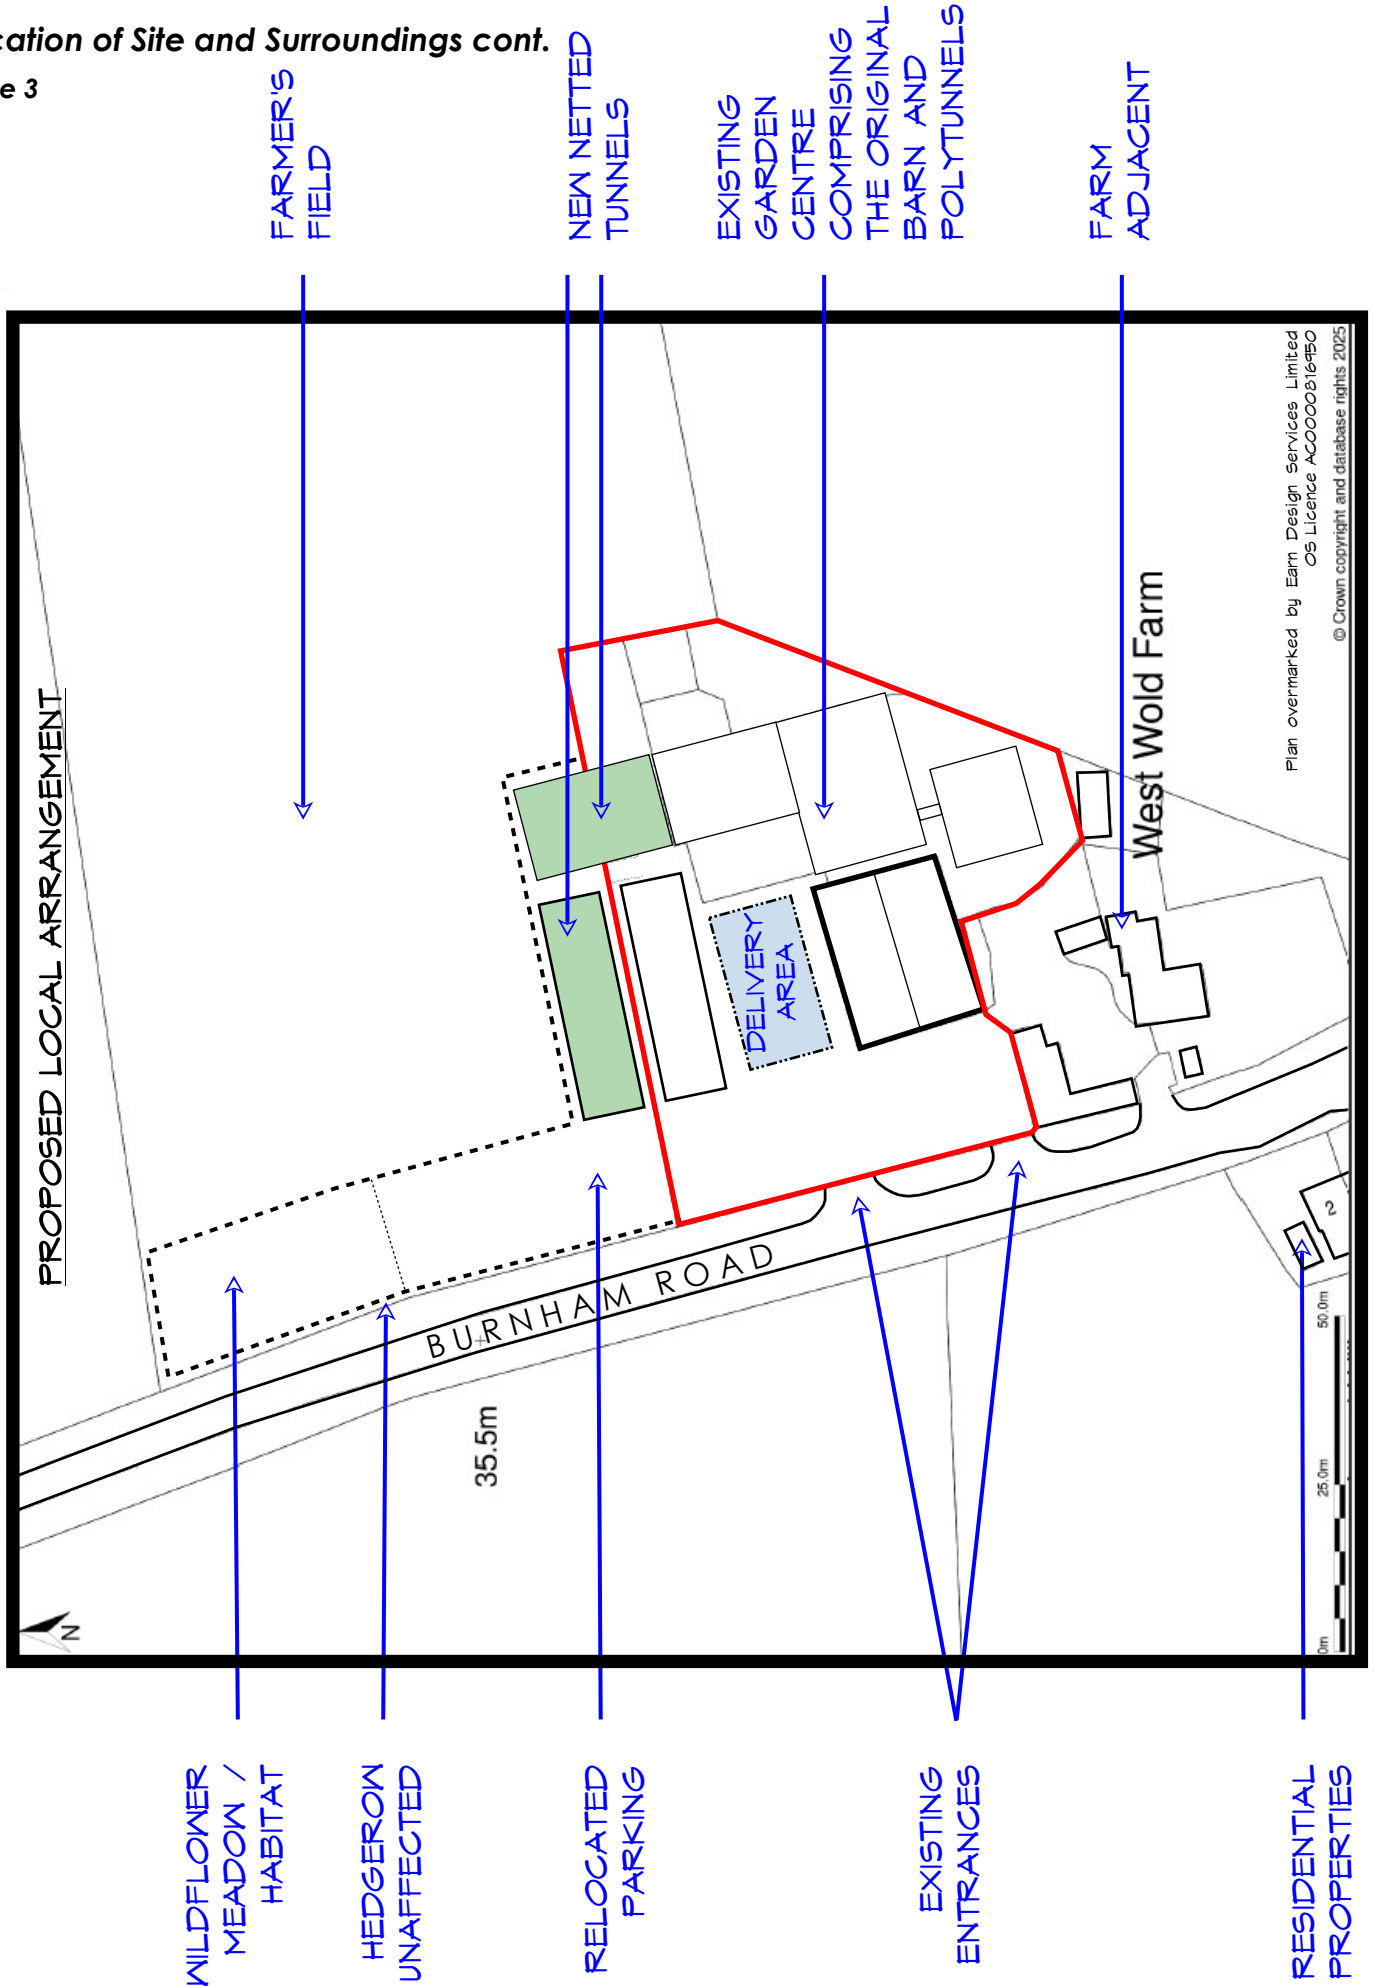 cation of Site and Surroundings cont.
e 3
FARMER'S
FIELD
NEW NETTED
TUNNELS
EXISTING
GARDEN
CENTRE
COMPRISING
THE ORIGINAL
BARN AND
POLYTUNNELS
FARM
ADJACENT
PROPOSED LOCAL ARRANGEMENT
DELIVERY
AREA
West Wold Farm
BURNHAM ROAD
35.5m
N
2
0m
25.0m
50.0m
Plan overmarked by Earn Design Services Limited
OS Licence AC0000816950
© Crown copyright and database rights 2025
WILDFLOWER
MEADOW /
HABITAT
HEDGEROW
UNAFFECTED
RELOCATED
PARKING
EXISTING
ENTRANCES
RESIDENTIAL
PROPERTIES